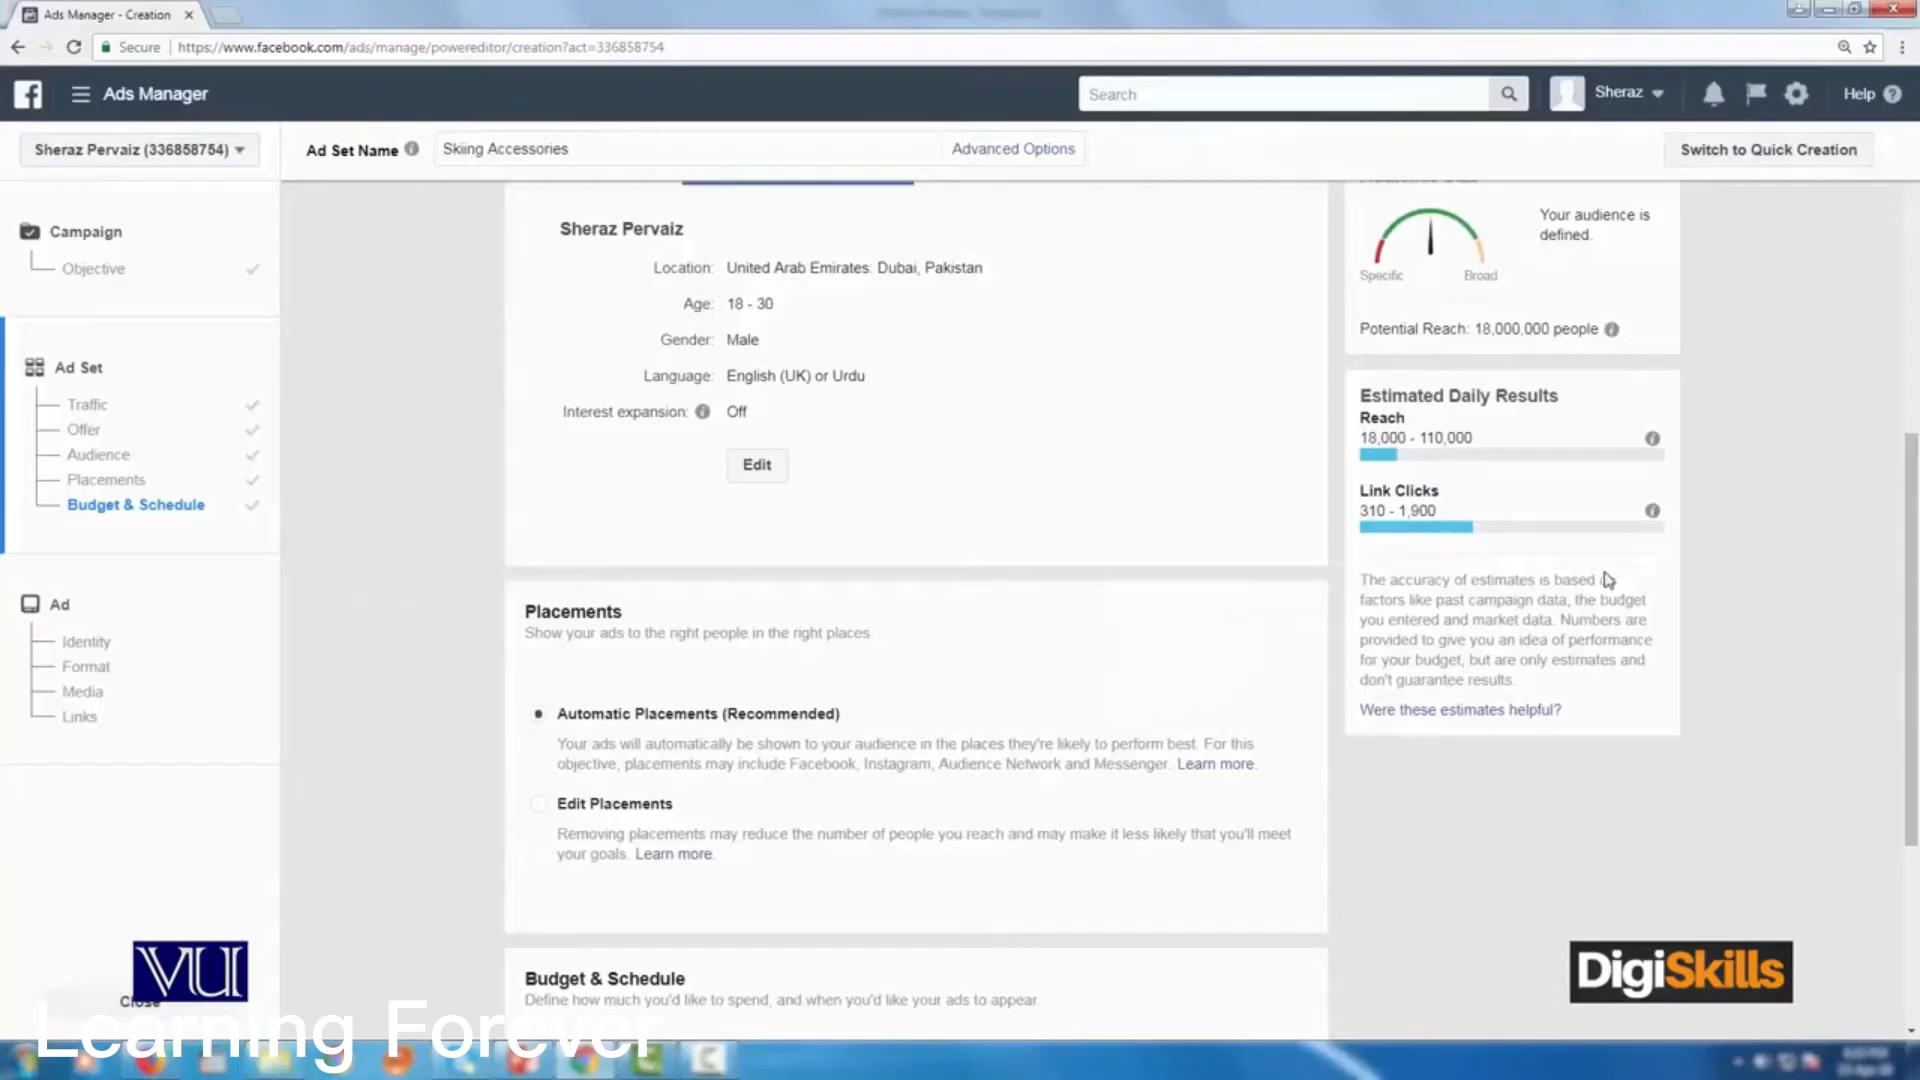 Ads Manager - Creation
Secure
https://www.facebook.com/ads/manage/powereditor/creation?act=336858754
Ads Manager
Search
Sheraz
Help
Sheraz Pervaiz (336858754)
Ad Set Name
Skiing Accessories
Advanced Options
Switch to Quick Creation
Campaign
Objective
Ad Set
Traffic
Offer
Audience
Placements
Budget & Schedule
Ad
Identity
Format
Media
Links
Close
Sheraz Pervaiz
Location: United Arab Emirates: Dubai, Pakistan
Age: 18 - 30
Gender: Male
Language: English (UK) or Urdu
Interest expansion: Off
Edit
Placements
Show your ads to the right people in the right places.
Automatic Placements (Recommended)
Your ads will automatically be shown to your audience in the places they're likely to perform best. For this
objective, placements may include Facebook, Instagram, Audience Network and Messenger. Learn more.
Edit Placements
Removing placements may reduce the number of people you reach and may make it less likely that you'll meet
your goals. Learn more.
Budget & Schedule
Define how much you'd like to spend, and when you'd like your ads to appear.
Your audience is
defined.
Specific
Broad
Potential Reach: 18,000,000 people
Estimated Daily Results
Reach
18,000 - 110,000
Link Clicks
310 - 1,900
The accuracy of estimates is based
factors like past campaign data, the budget
you entered and market data. Numbers are
provided to give you an idea of performance
for your budget, but are only estimates and
don't guarantee results.
Were these estimates helpful?
VU
DigiSkills
Learning Forever